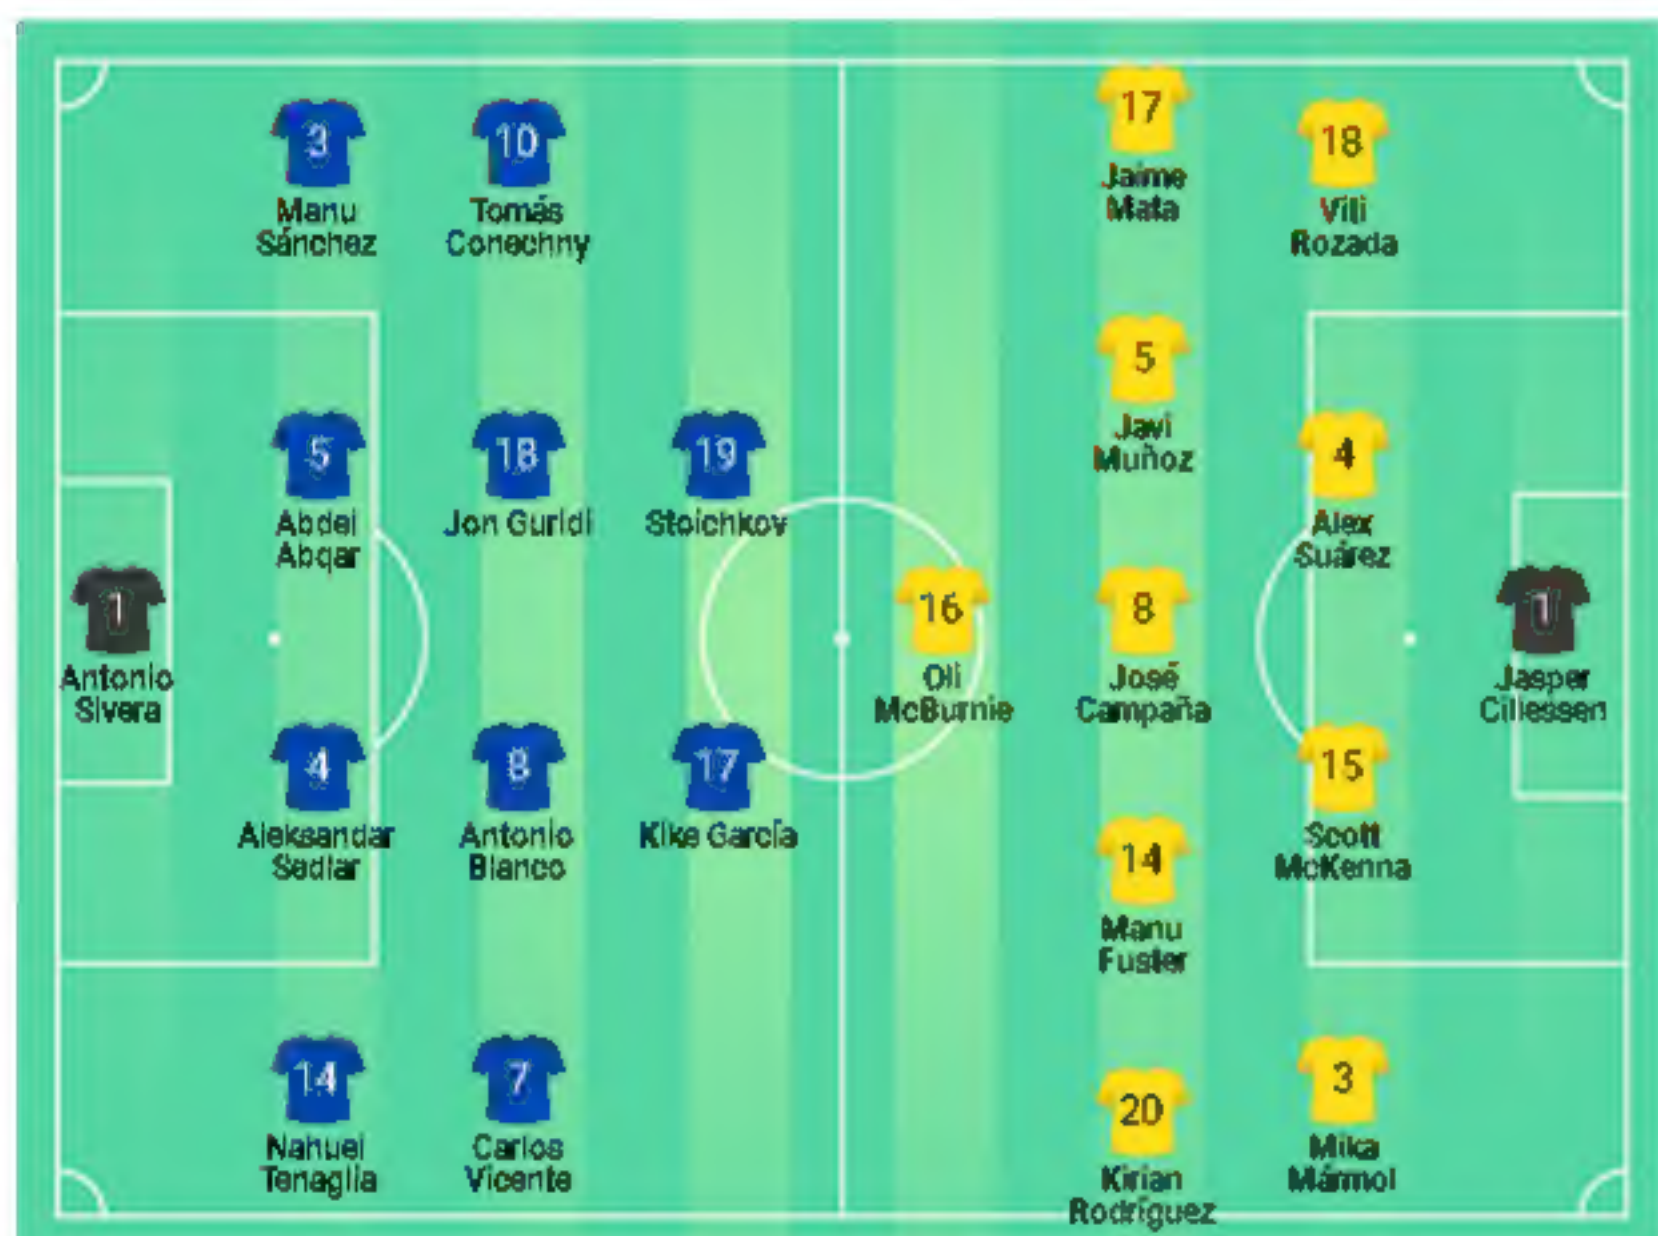 3
Manu
Sánchez
10
Tomás
Conechny
17
Jaime
Mata
18
Viti
Rozada
5
Javi
Muñoz
5
Abdel
Abqar
18
Jon Guridi
19
Stoichkov
4
Alex
Suárez
1
Antonio
Sivera
16
Oli
McBurnie
8
José
Campaña
1
Jasper
Cillessen
4
Aleksandar
Sedlar
8
Antonio
Blanco
17
Kike García
15
Scott
McKenna
14
Manu
Fuster
14
Nahuel
Tenaglia
7
Carlos
Vicente
20
Kirian
Rodríguez
3
Mika
Mármol